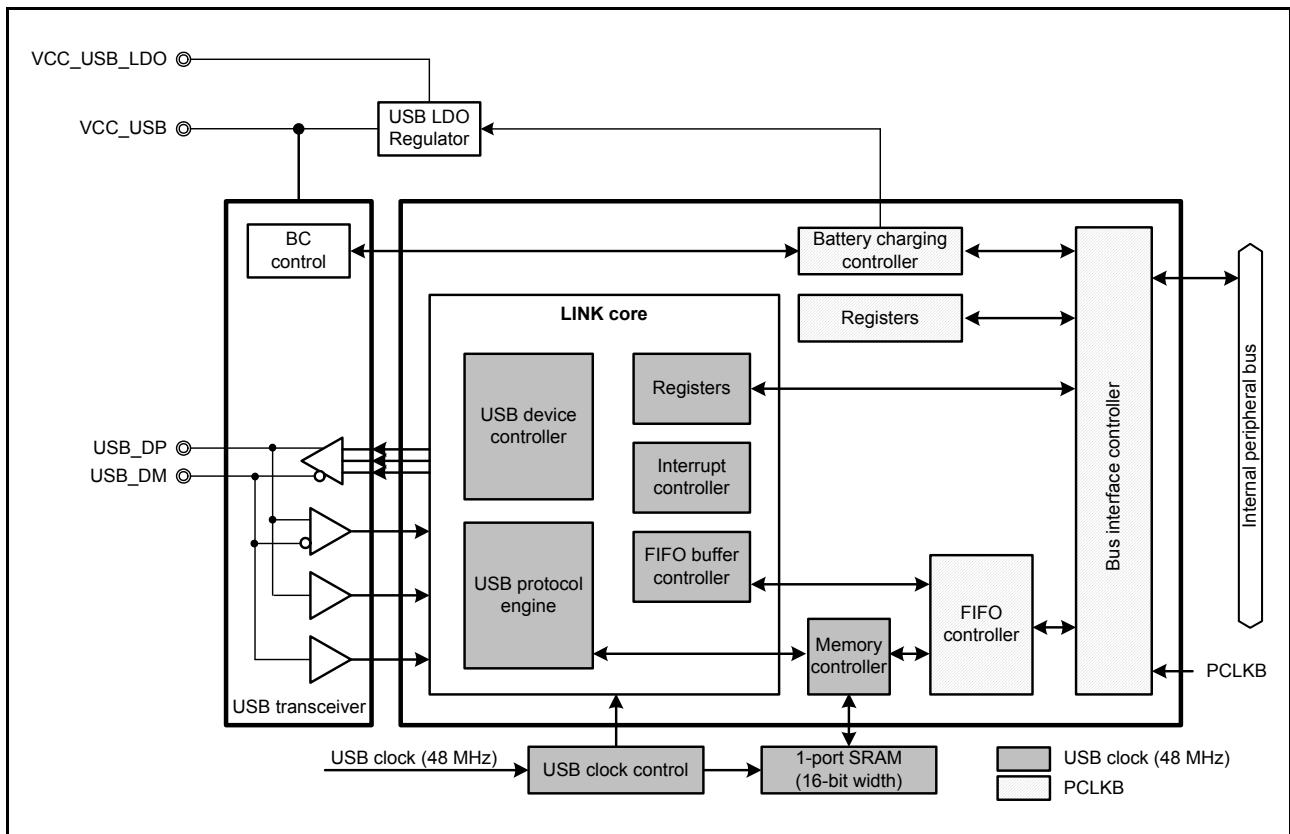 VCC_USB_LDO
VCC_USB
USB LDO
Regulator
BC
control
Battery charging
controller
LINK core
Registers
USB device
controller
Registers
Interrupt
controller
USB_DP
USB_DM
USB protocol
engine
FIFO buffer
controller
Memory
controller
FIFO
controller
Bus interface controller
Internal peripheral bus
PCLKB
USB transceiver
USB clock (48 MHz)
USB clock control
1-port SRAM
(16-bit width)
USB clock (48 MHz)
PCLKB